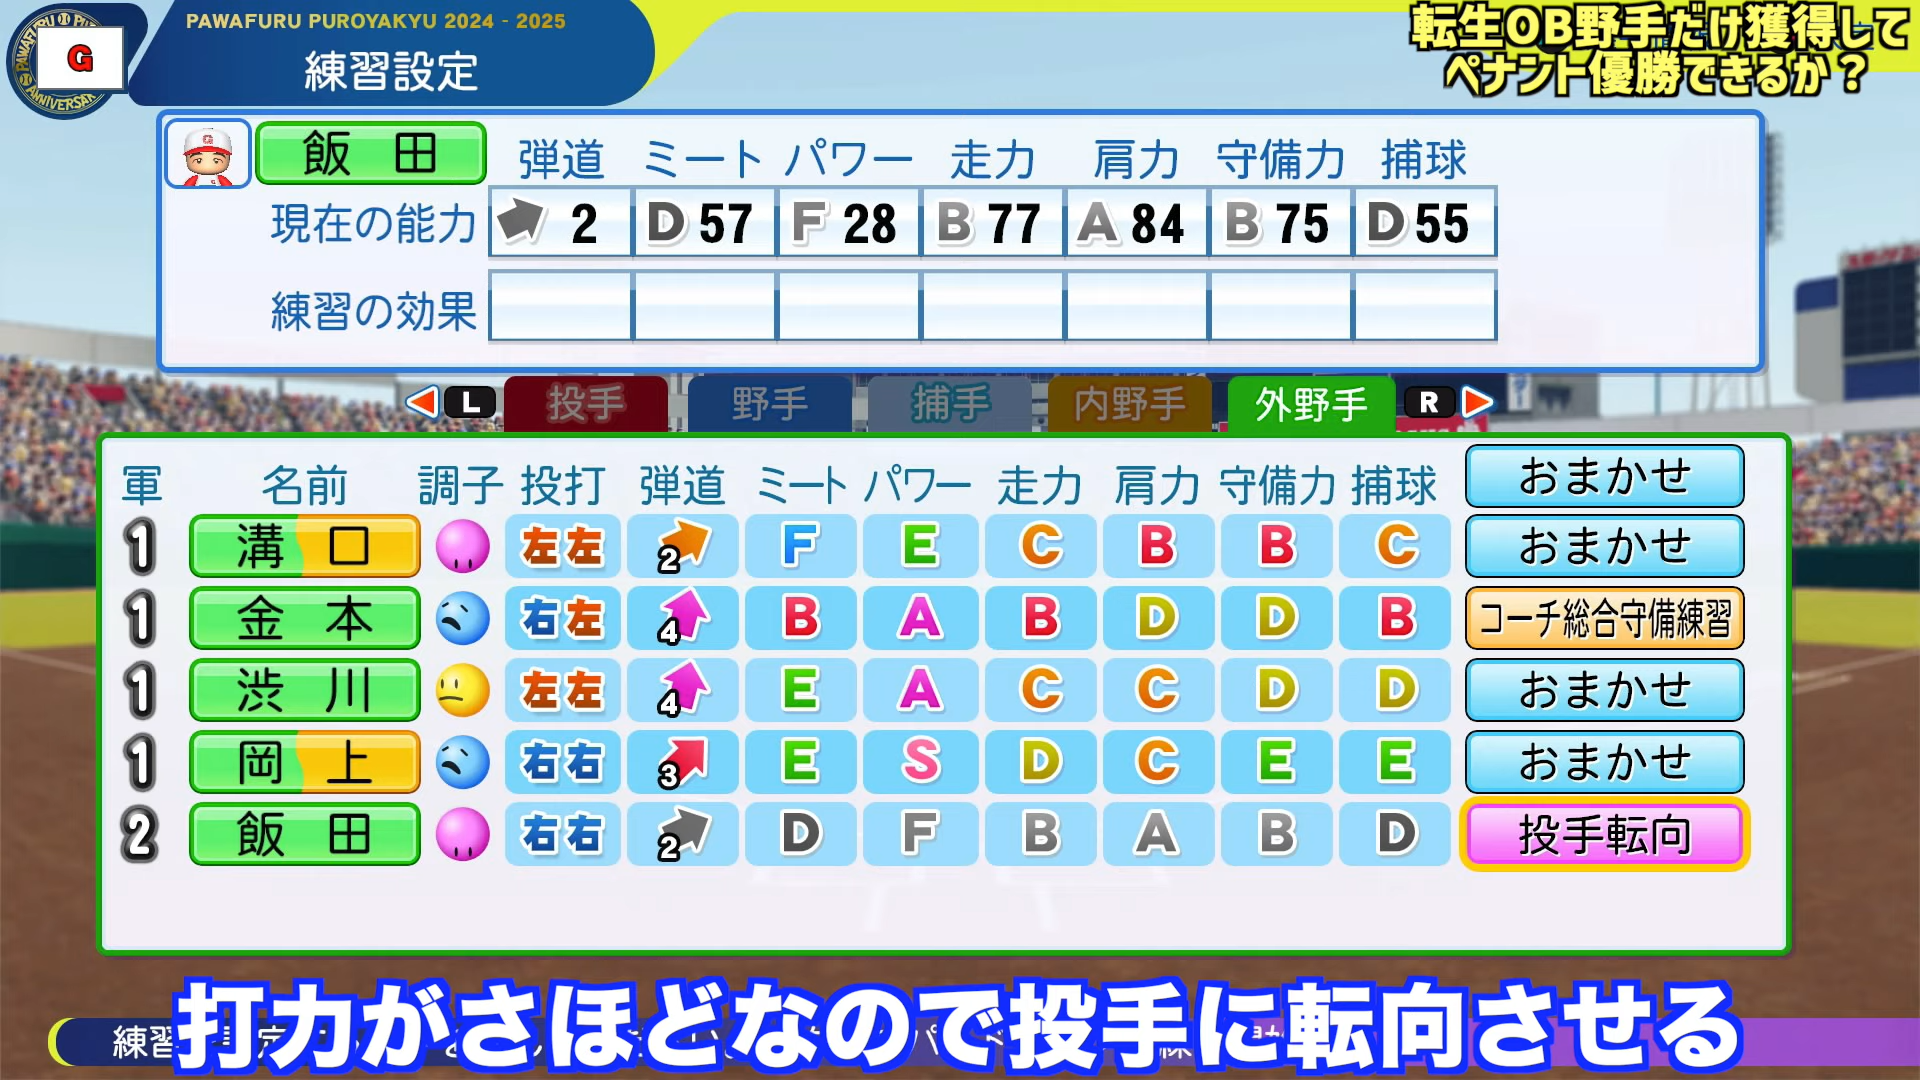 PAWAFURU PUROYAKYU 2024 - 2025
練習設定
G
転生OB野手だけ獲得して
ペナント優勝できるか？
飯田 弾道 ミート パワー 走力 肩力 守備力 捕球
現在の能力 2 D 57 F 28 B 77 A 84 B 75 D 55
練習の効果
L 投手 野手 捕手 内野手 外野手 R
軍 名前 調子 投打 弾道 ミート パワー 走力 肩力 守備力 捕球 おまかせ
1 溝口 左左 2 F E C B B C おまかせ
1 金本 右左 4 B A B D D B コーチ総合守備練習
1 渋川 左左 4 E A C C D D おまかせ
1 岡上 右右 3 E S D C E E おまかせ
2 飯田 右右 2 D F B A B D 投手転向
打力がさほどなので投手に転向させる
練習